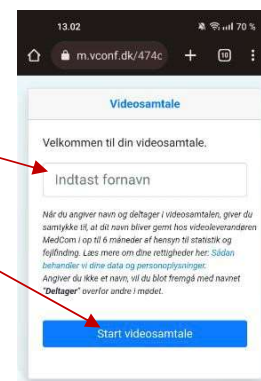 13.02
70 %
m.vconf.dk/474c
10
Videosamtale
Velkommen til din videosamtale.
Indtast fornavn
Når du angiver navn og deltager i videosamtalen, giver du
samtykke til, at dit navn bliver gemt hos videoleverandøren
MedCom i op til 6 måneder af hensyn til statistik og
fejlfinding. Læs mere om dine rettigheder her: Sådan
behandler vi dine data og personoplysninger.
Angiver du ikke et navn, vil du blot fremgå med navnet
"Deltager" overfor andre i mødet.
Start videosamtale